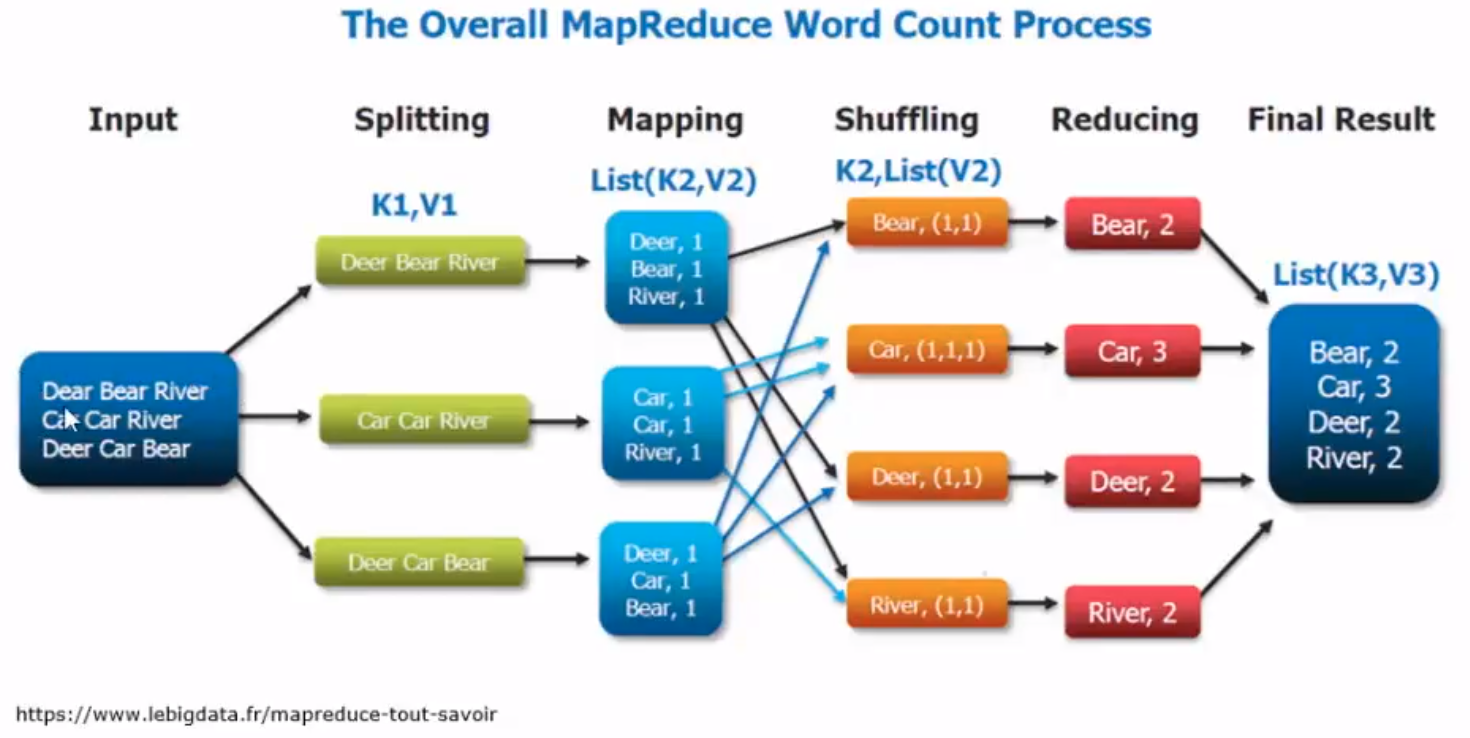 The Overall MapReduce Word Count Process
Input
Splitting
Mapping
Shuffling
Reducing
Final Result
K1,V1
List(K2,V2)
K2,List(V2)
List(K3,V3)
Dear Bear River
Car Car River
Deer Car Bear
Deer Bear River
Car Car River
Deer Car Bear
Deer, 1
Bear, 1
River, 1
Car, 1
Car, 1
River, 1
Deer, 1
Car, 1
Bear, 1
Bear, (1,1)
Car, (1,1,1)
Deer, (1,1)
River, (1,1)
Bear, 2
Car, 3
Deer, 2
River, 2
Bear, 2
Car, 3
Deer, 2
River, 2
https://www.lebigdata.fr/mapreduce-tout-savoir